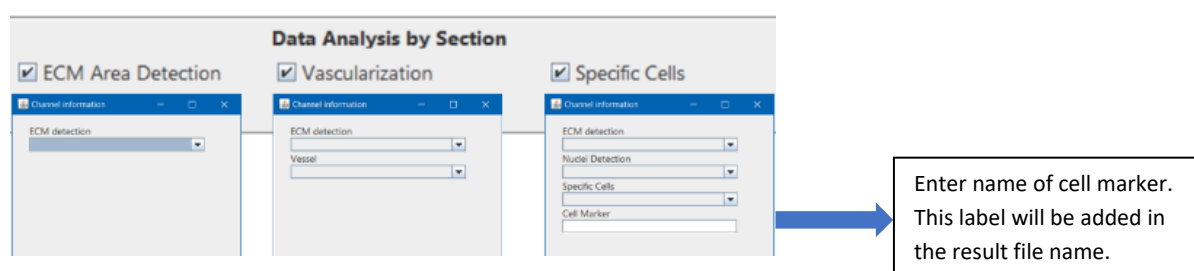 Data Analysis by Section
ECM Area Detection
Vascularization
Specific Cells
Channel information
ECM detection
Channel information
ECM detection
Vessel
Channel information
ECM detection
Nuclei Detection
Specific Cells
Cell Marker
Enter name of cell marker.
This label will be added in
the result file name.